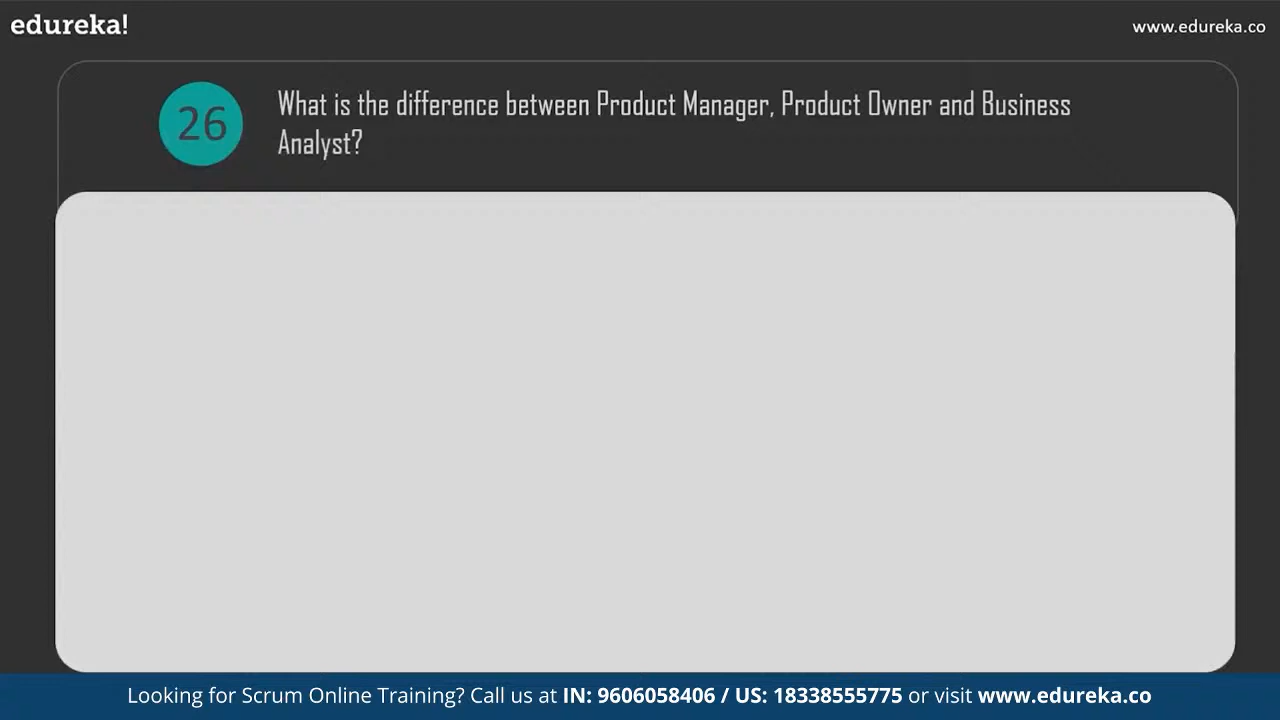 edureka!
www.edureka.co
26
What is the difference between Product Manager, Product Owner and Business
Analyst?
Looking for Scrum Online Training? Call us at IN: 9606058406 / US: 18338555775 or visit www.edureka.co